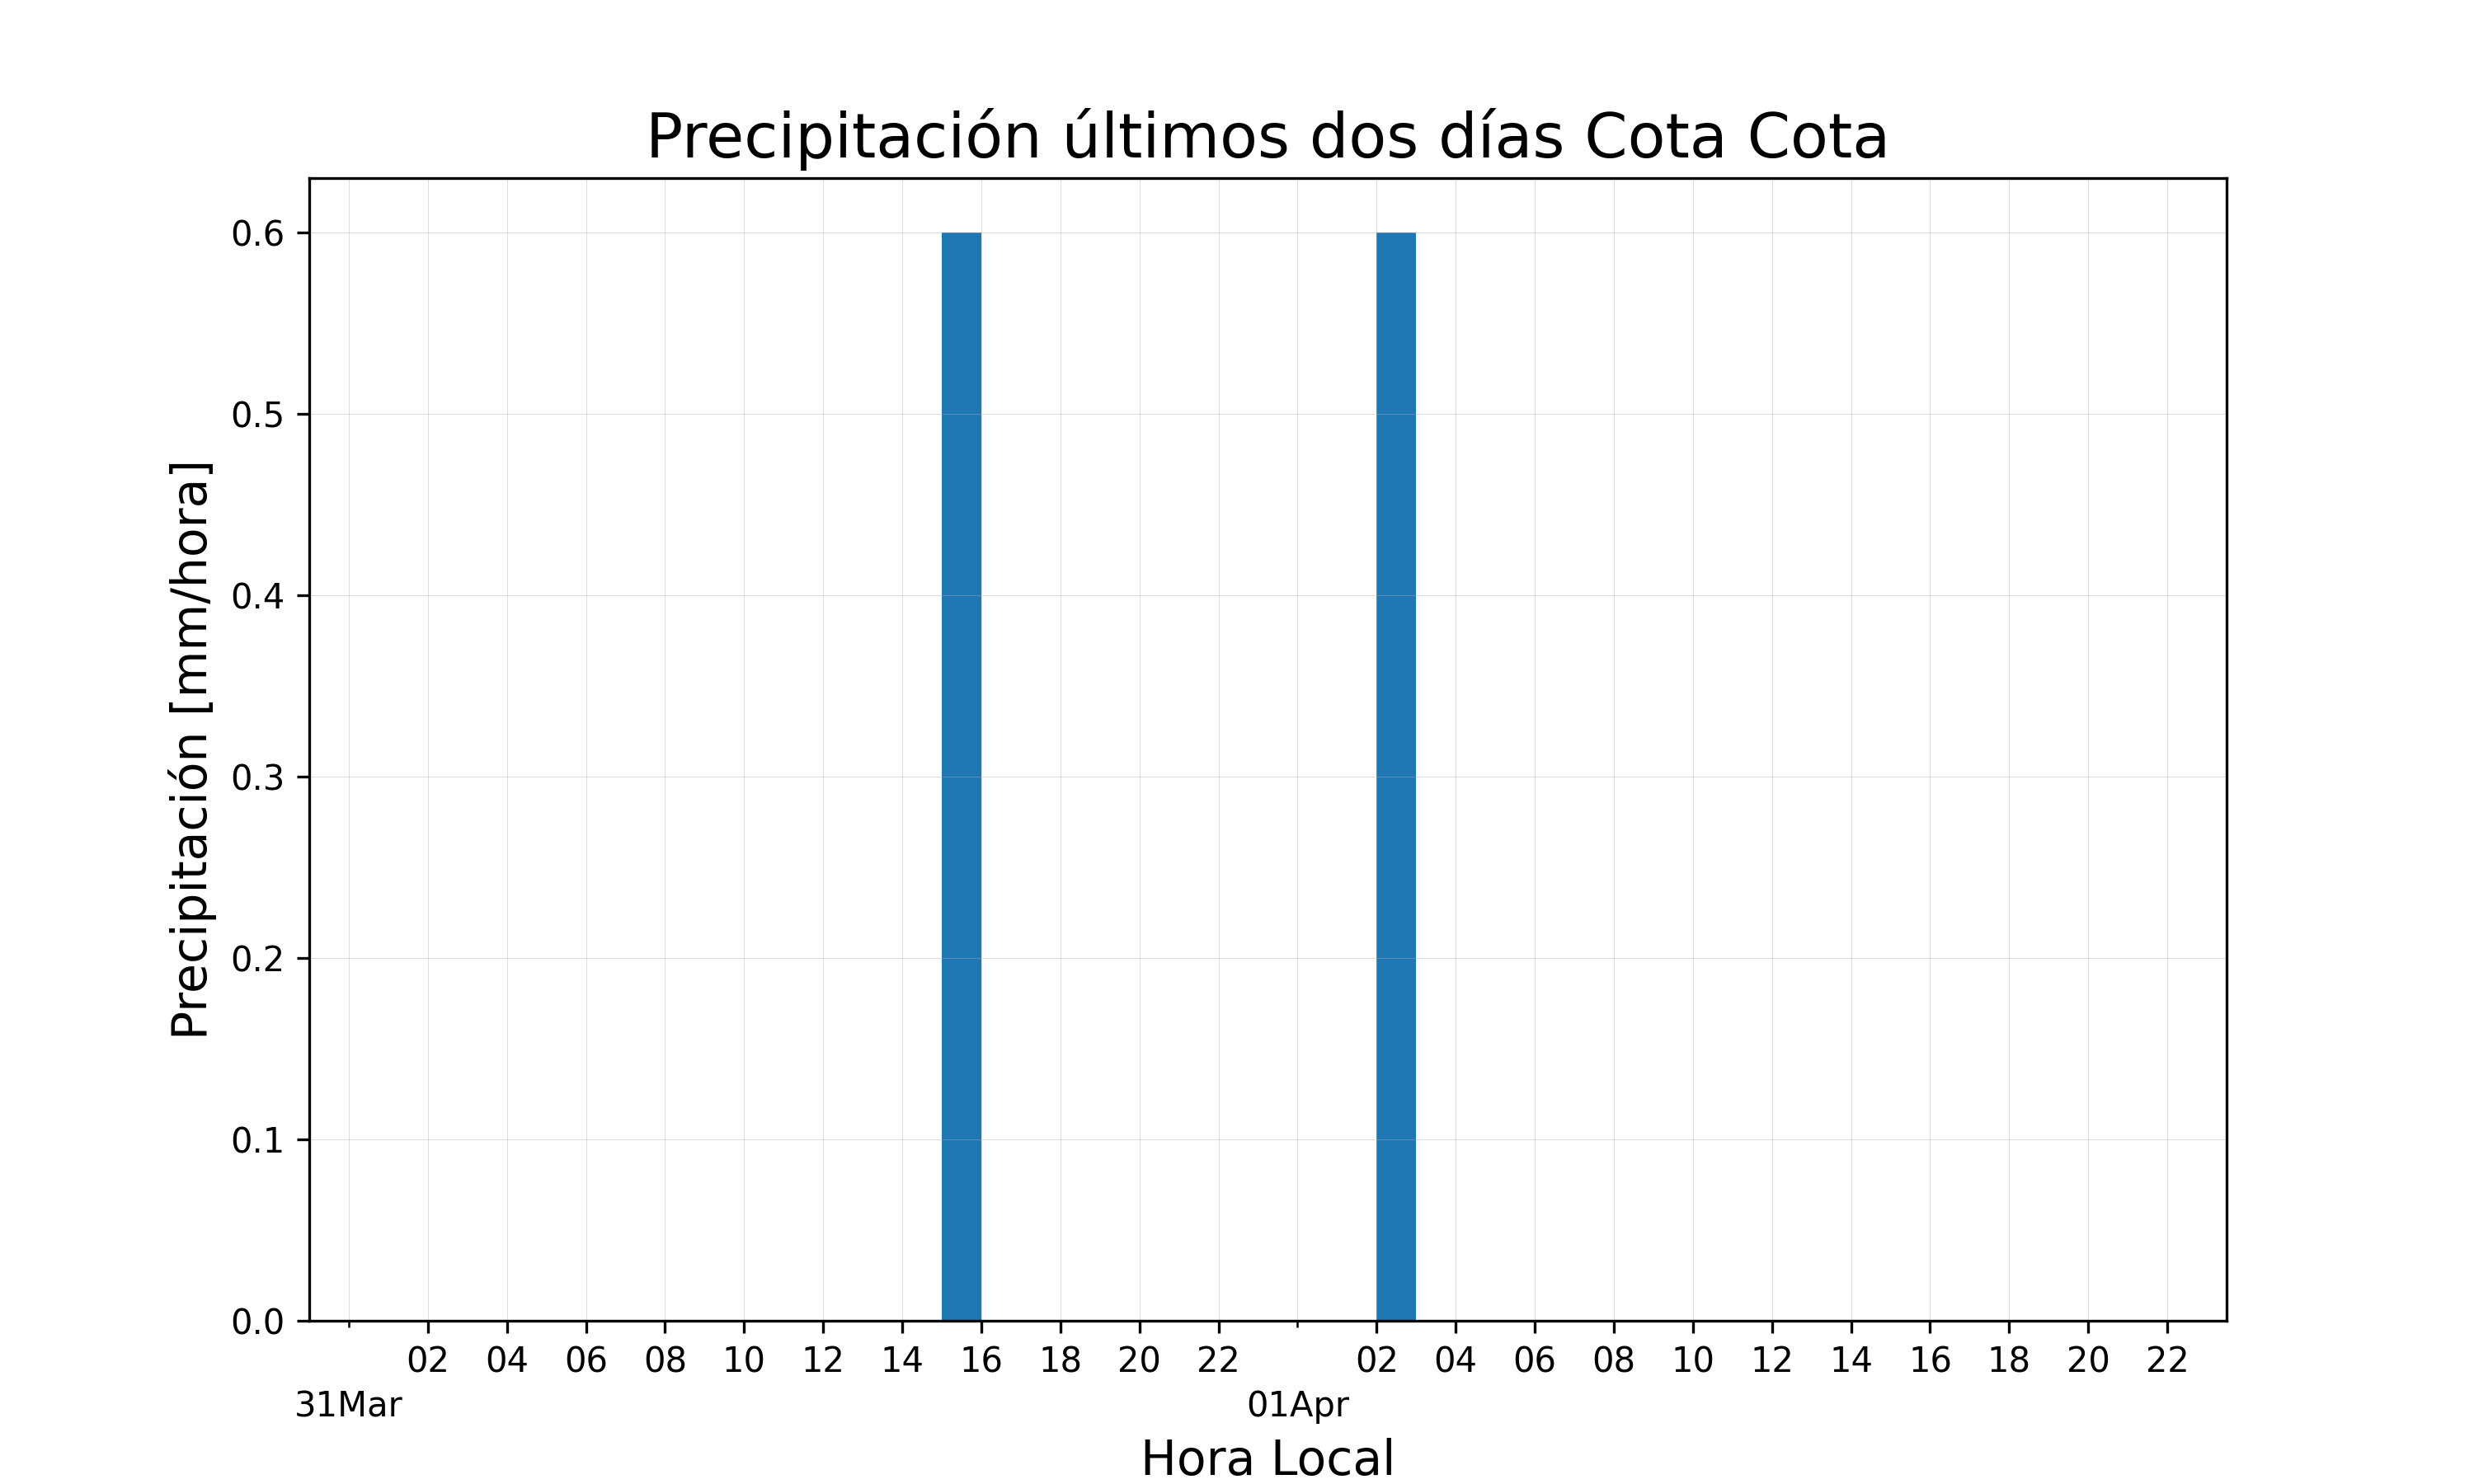 Precipitación últimos dos días Cota Cota
Precipitación [mm/hora]
0.6
0.5
0.4
0.3
0.2
0.1
0.0
02 04 06 08 10 12 14 16 18 20 22 02 04 06 08 10 12 14 16 18 20 22
31Mar 01Apr
Hora Local